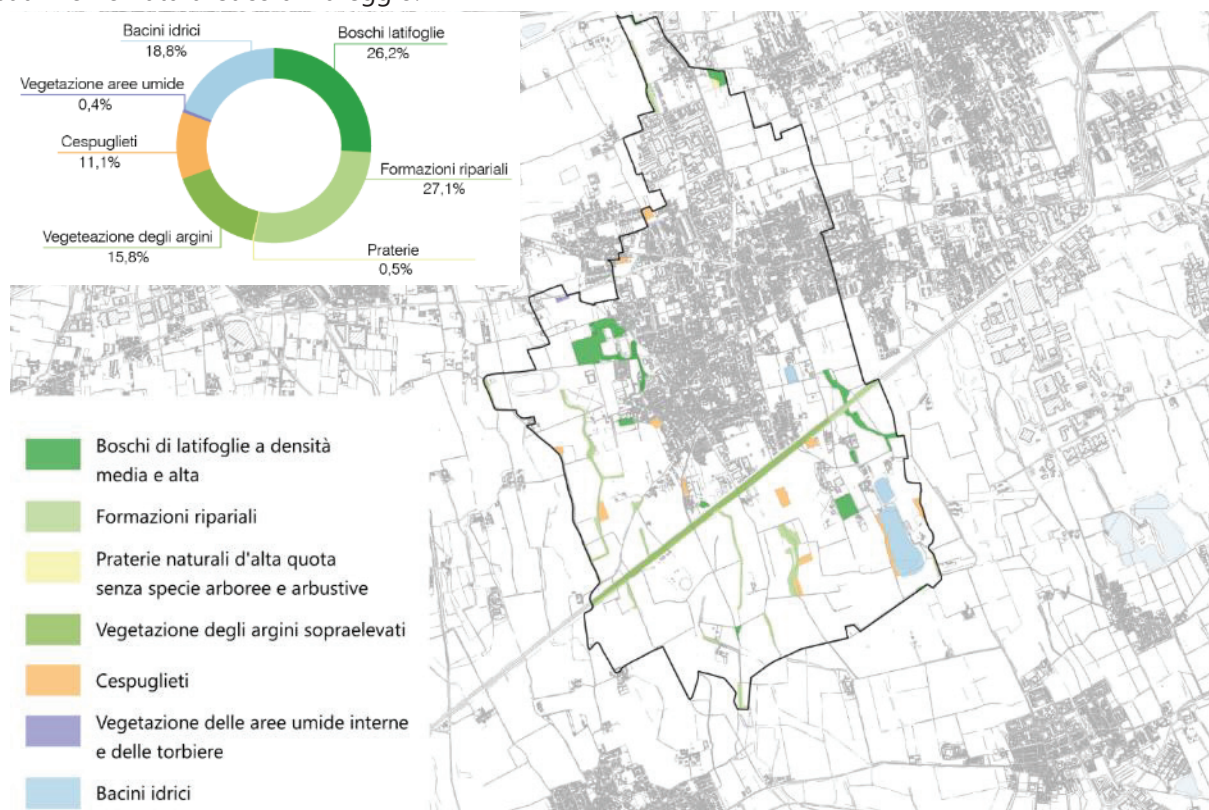 Bacini idrici
18,8%
Boschi latifoglie
26,2%
Vegetazione aree umide
0,4%
Cespuglieti
11,1%
Formazioni ripariali
27,1%
Vegeteazione degli argini
15,8%
Praterie
0,5%
Boschi di latifoglie a densità
media e alta
Formazioni ripariali
Praterie naturali d'alta quota
senza specie arboree e arbustive
Vegetazione degli argini sopraelevati
Cespuglieti
Vegetazione delle aree umide interne
e delle torbiere
Bacini idrici